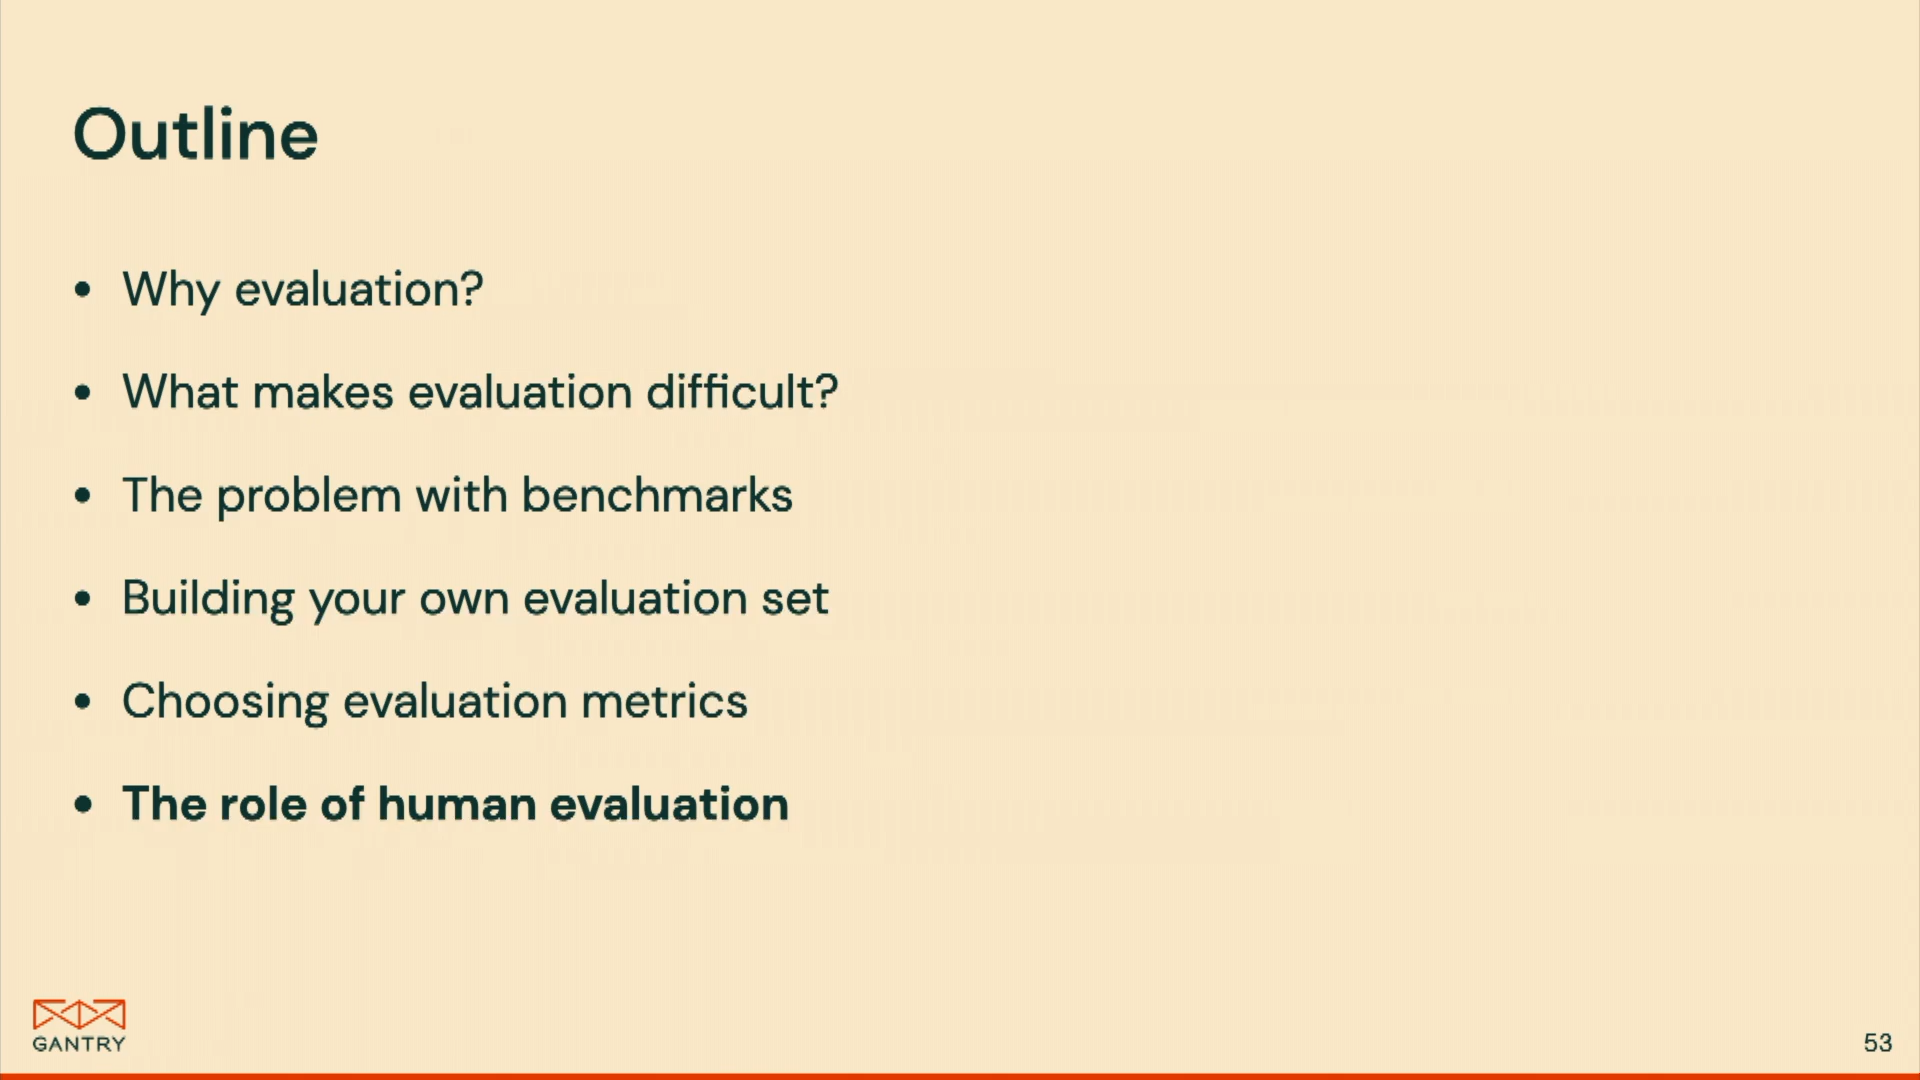 Outline
• Why evaluation?
• What makes evaluation difficult?
• The problem with benchmarks
• Building your own evaluation set
• Choosing evaluation metrics
• The role of human evaluation
GANTRY
53